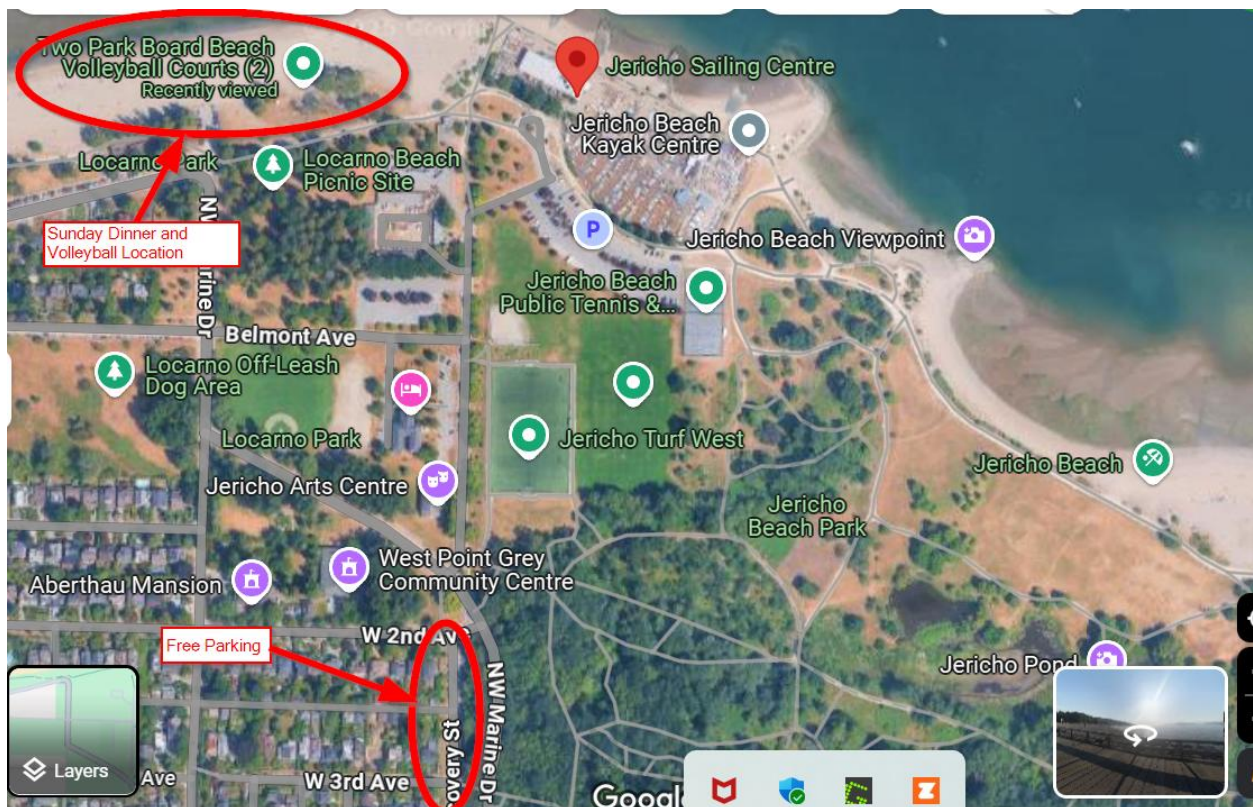 Two Park Board Beach
Volleyball Courts (2)
Recently viewed
Jericho Sailing Centre
Jericho Beach
Kayak Centre
Locarno Park
Locarno Beach
Picnic Site
Sunday Dinner and
Volleyball Location
P
Jericho Beach Viewpoint
Jericho Beach
Public Tennis &...
Belmont Ave
Locarno Off-Leash
Dog Area
Locarno Park
Jericho Turf West
Jericho Beach
Jericho Arts Centre
Jericho
Beach Park
West Point Grey
Community Centre
Aberthau Mansion
W 2nd Ave
Free Parking
Jericho Pond
NW Marine Dr
Layers
Ave
W 3rd Ave
overy St
Googl